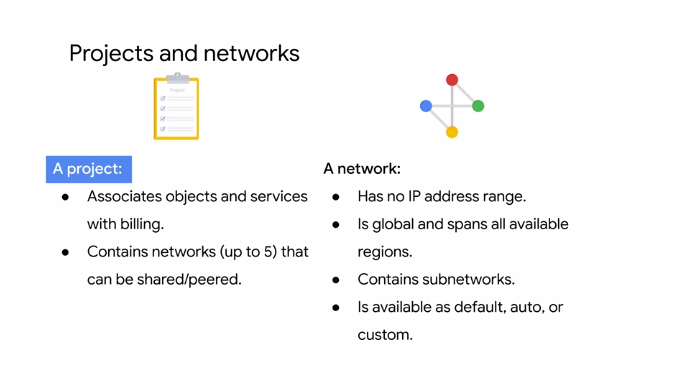 Projects and networks
Project
A project:
● Associates objects and services
with billing.
● Contains networks (up to 5) that
can be shared/peered.
A network:
● Has no IP address range.
● Is global and spans all available
regions.
● Contains subnetworks.
● Is available as default, auto, or
custom.